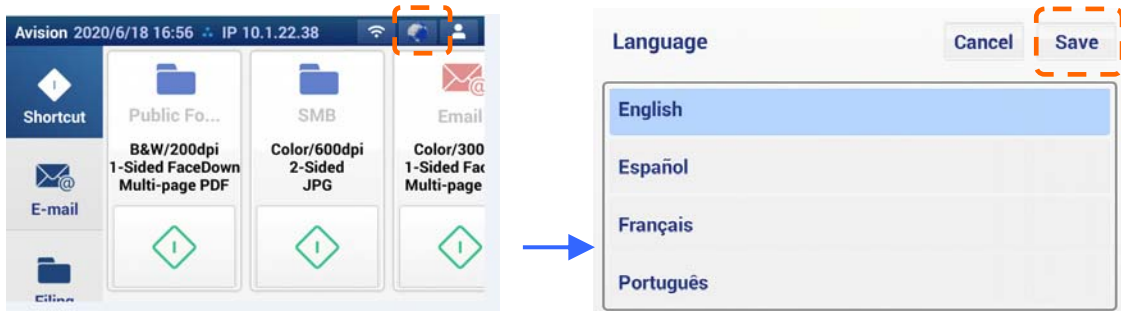 Avision 2020/6/18 16:56 IP 10.1.22.38
Shortcut
E-mail
Filing
Public Fo...
B&W/200dpi
1-Sided FaceDown
Multi-page PDF
SMB
Color/600dpi
2-Sided
JPG
Email
Color/300
1-Sided Fac
Multi-page
Language
Cancel
Save
English
Español
Français
Português